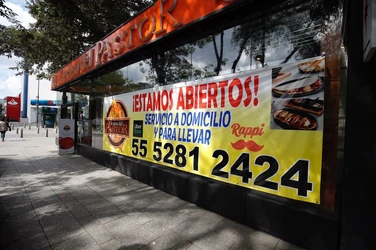 PASTOR
¡ESTAMOS ABIERTOS!
SERVICIO A DOMICILIO
Y PARA LLEVAR
Rappi
55 5281 2424